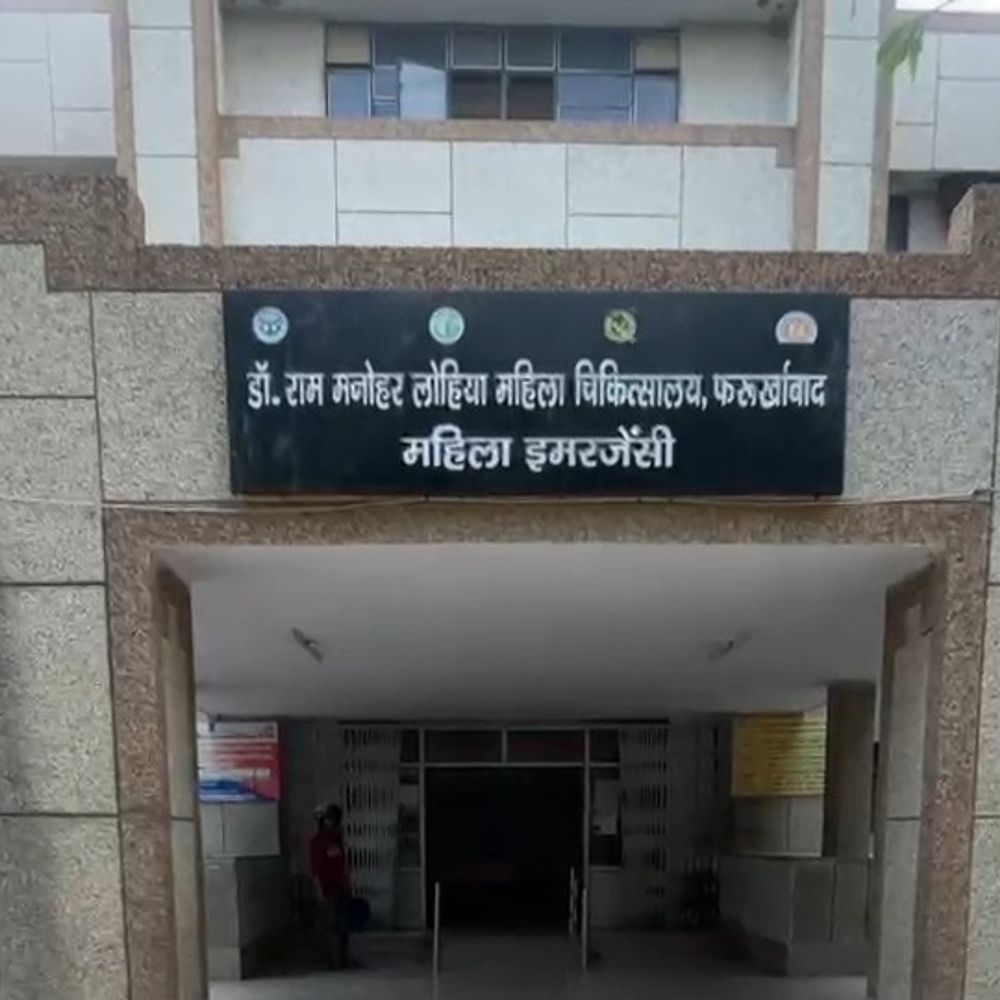 डॉ. राम मनोहर लोहिया महिला चिकित्सालय, फरूर्खावाद
महिला इमरजेंसी